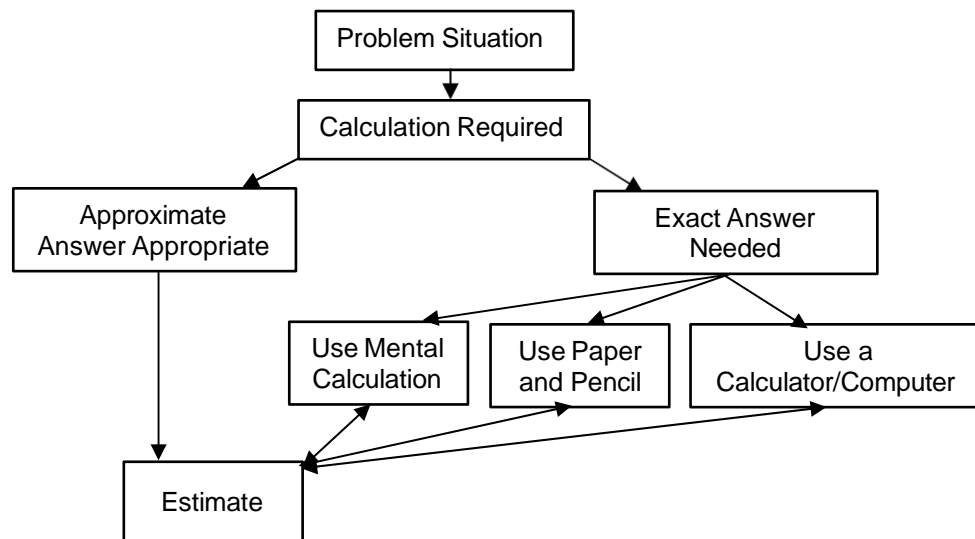 Problem Situation
Calculation Required
Approximate
Answer Appropriate
Exact Answer
Needed
Use Mental
Calculation
Use Paper
and Pencil
Use a
Calculator/Computer
Estimate